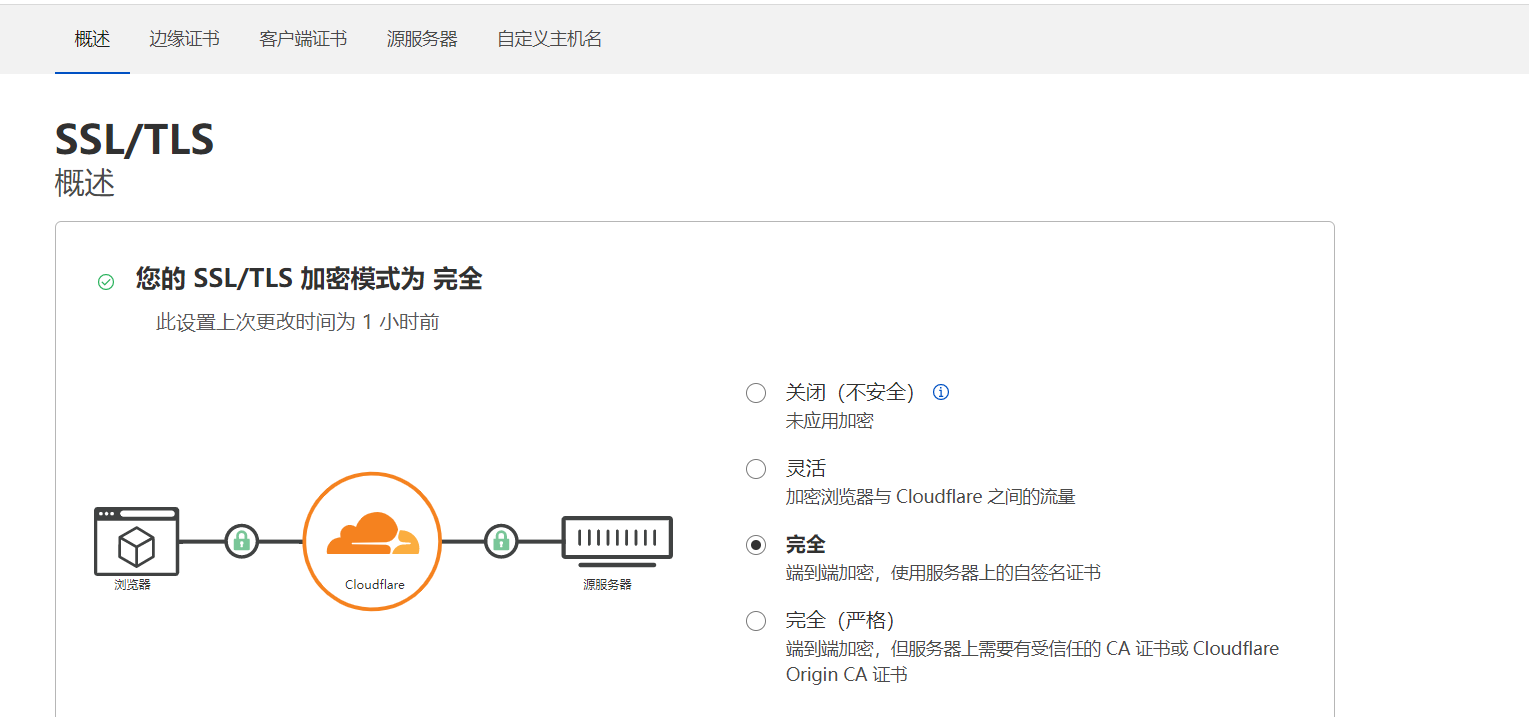 概述 边缘证书 客户端证书 源服务器 自定义主机名
SSL/TLS
概述
您的 SSL/TLS 加密模式为 完全
此设置上次更改时间为 1 小时前
关闭（不安全）
未应用加密
灵活
加密浏览器与 Cloudflare 之间的流量
完全
端到端加密，使用服务器上的自签名证书
完全（严格）
端到端加密，但服务器上需要有受信任的 CA 证书或 Cloudflare
Origin CA 证书
浏览器
Cloudflare
源服务器